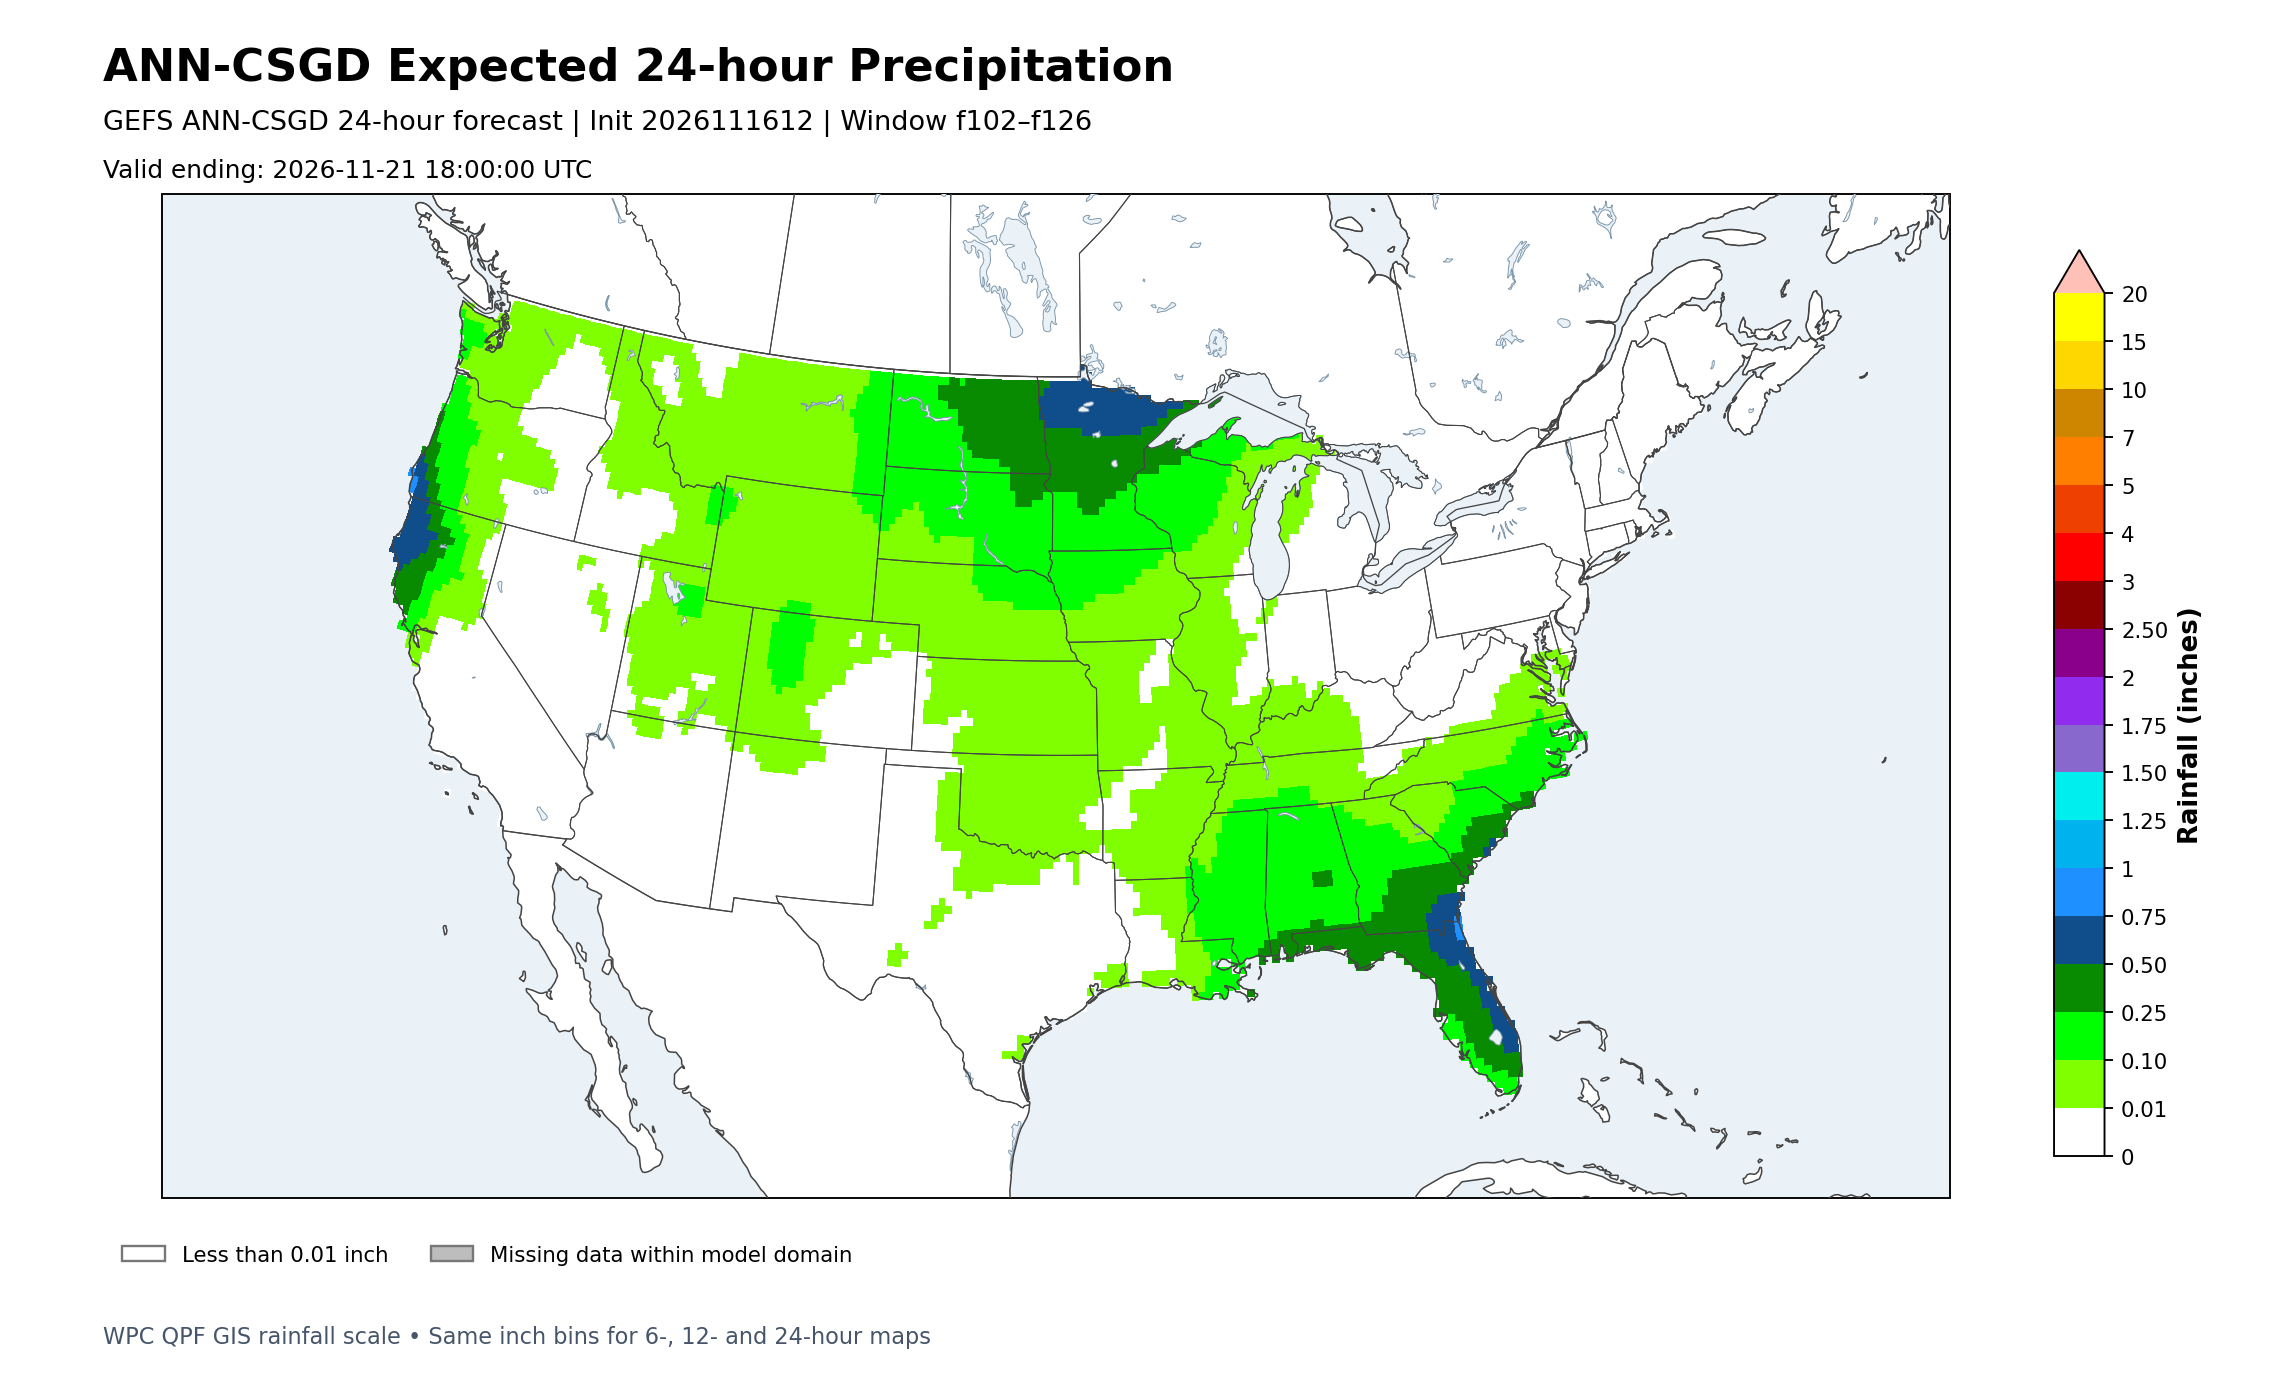 ANN-CSGD Expected 24-hour Precipitation
GEFS ANN-CSGD 24-hour forecast | Init 2026111612 | Window f102–f126
Valid ending: 2026-11-21 18:00:00 UTC
20
15
10
7
5
4
3
2.50
2
1.75
1.50
1.25
1
0.75
0.50
0.25
0.10
0.01
0
Rainfall (inches)
Less than 0.01 inch
Missing data within model domain
WPC QPF GIS rainfall scale • Same inch bins for 6-, 12- and 24-hour maps